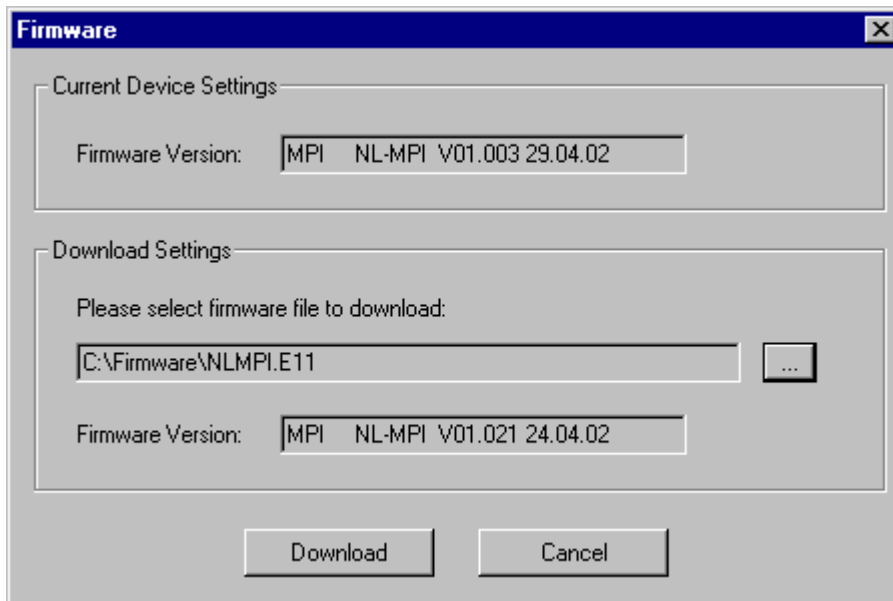 Firmware
Current Device Settings
Firmware Version: MPI NL-MPI V01.003 29.04.02
Download Settings
Please select firmware file to download:
C:\Firmware\NLMPI.E11 ...
Firmware Version: MPI NL-MPI V01.021 24.04.02
Download Cancel